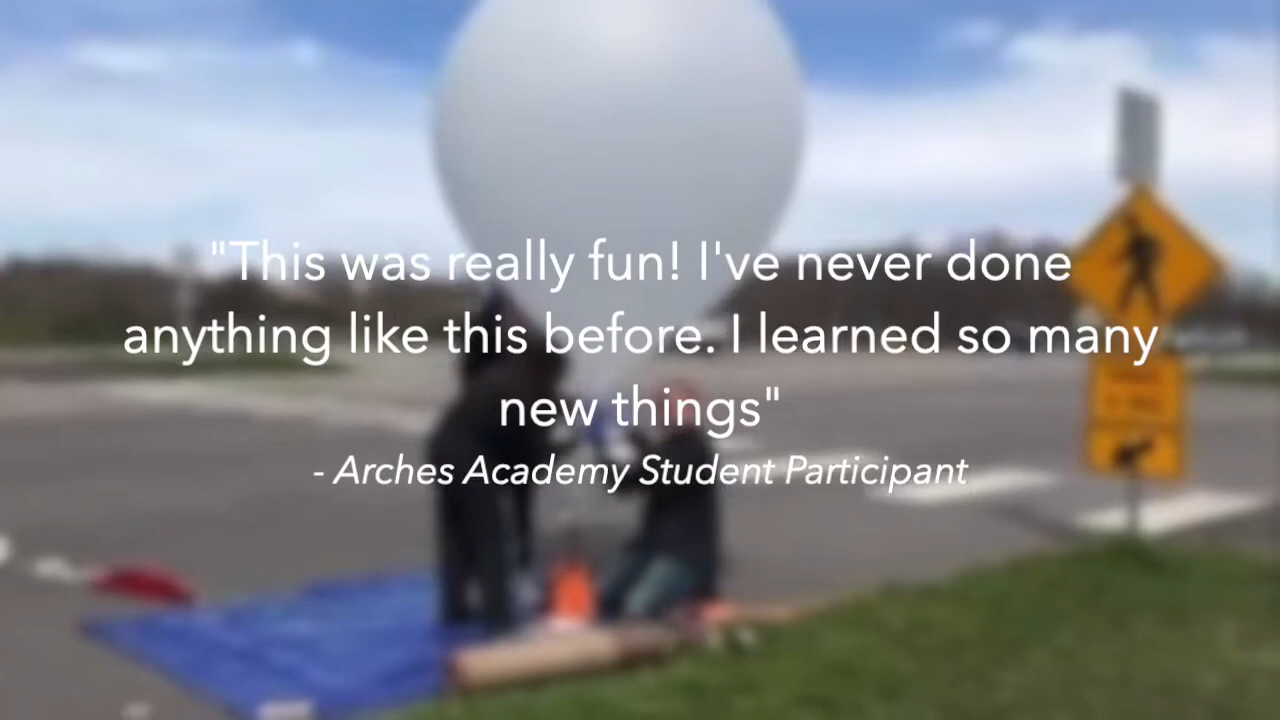 "This was really fun! I've never done
anything like this before. I learned so many
new things"
- Arches Academy Student Participant